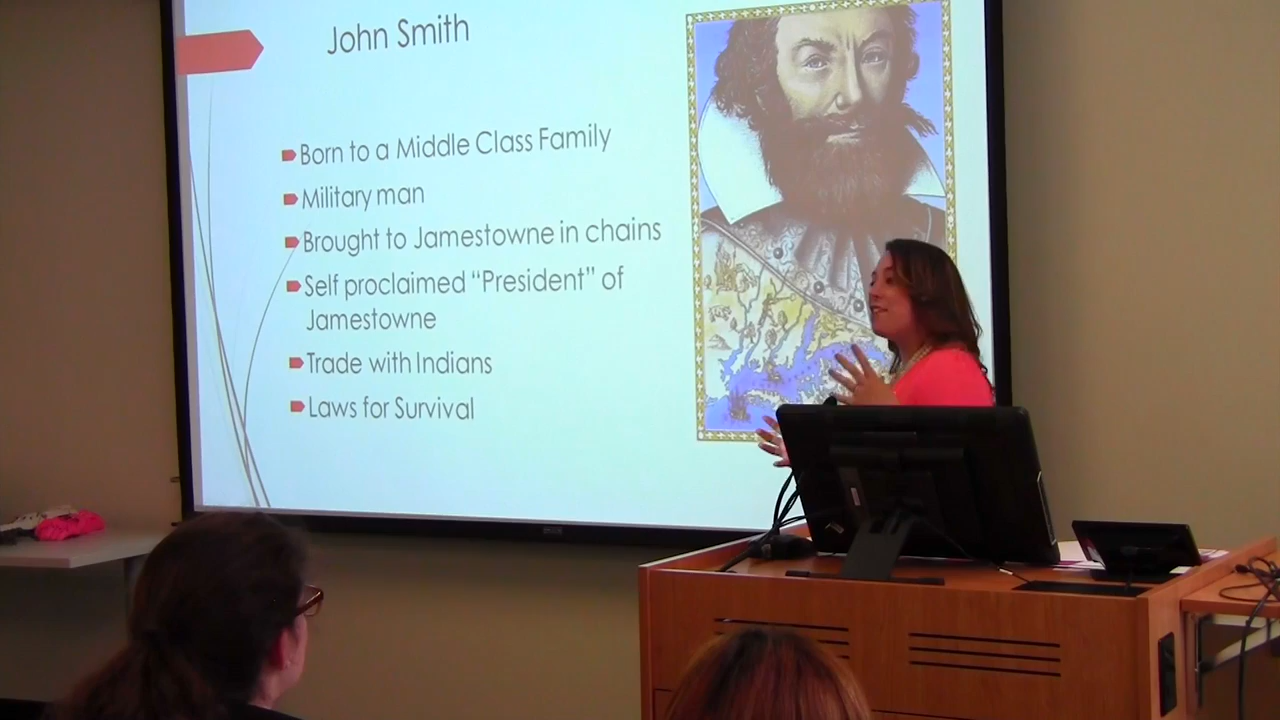 John Smith
Born to a Middle Class Family
Military man
Brought to Jamestowne in chains
Self proclaimed “President” of
Jamestowne
Trade with Indians
Laws for Survival